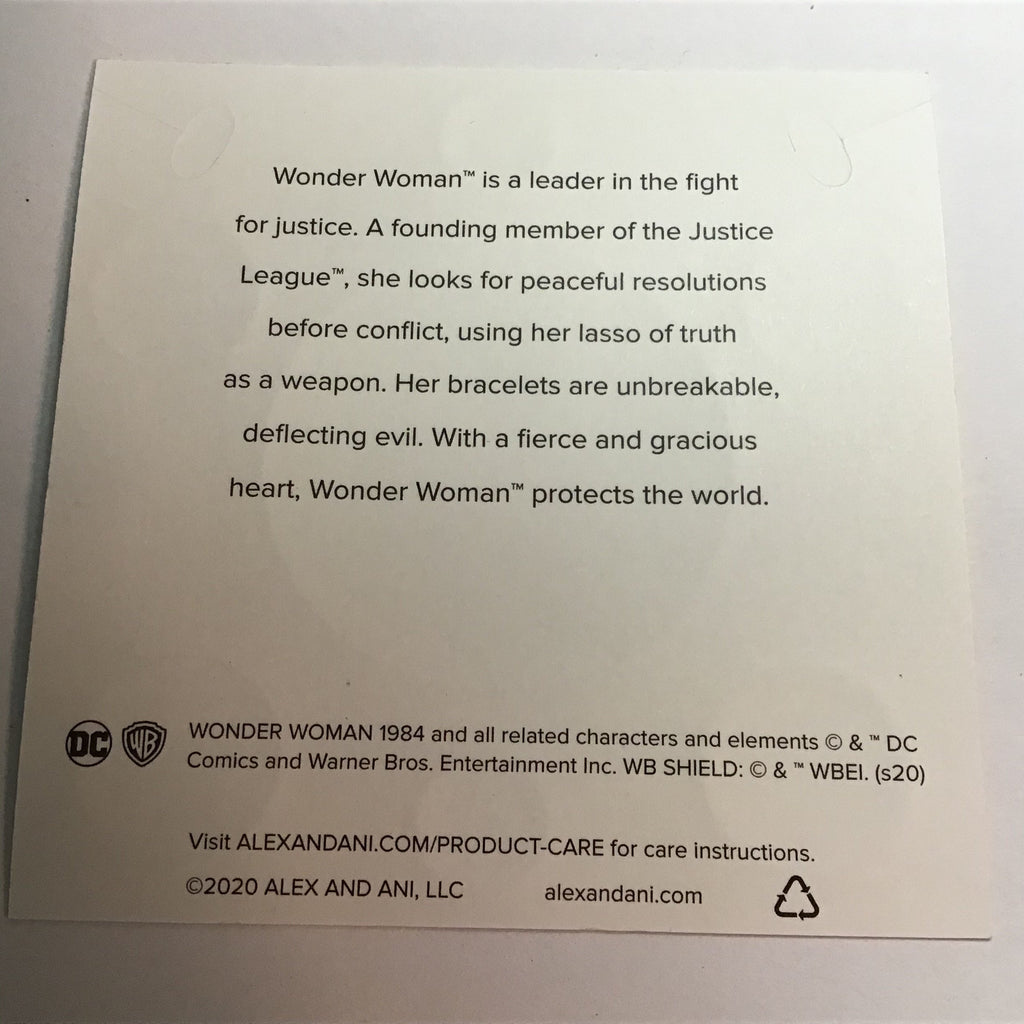 Wonder Woman™ is a leader in the fight
for justice. A founding member of the Justice
League™, she looks for peaceful resolutions
before conflict, using her lasso of truth
as a weapon. Her bracelets are unbreakable,
deflecting evil. With a fierce and gracious
heart, Wonder Woman™ protects the world.
DC WB
WONDER WOMAN 1984 and all related characters and elements © & ™ DC
Comics and Warner Bros. Entertainment Inc. WB SHIELD: © & ™ WBEI. (s20)
Visit ALEXANDANI.COM/PRODUCT-CARE for care instructions.
©2020 ALEX AND ANI, LLC alexandani.com